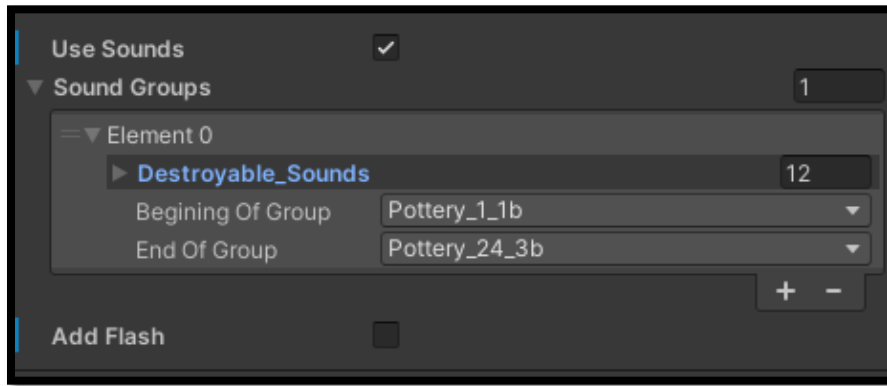 Use Sounds
Sound Groups 1
Element 0
Destroyable_Sounds 12
Begining Of Group Pottery_1_1b
End Of Group Pottery_24_3b
+ -
Add Flash